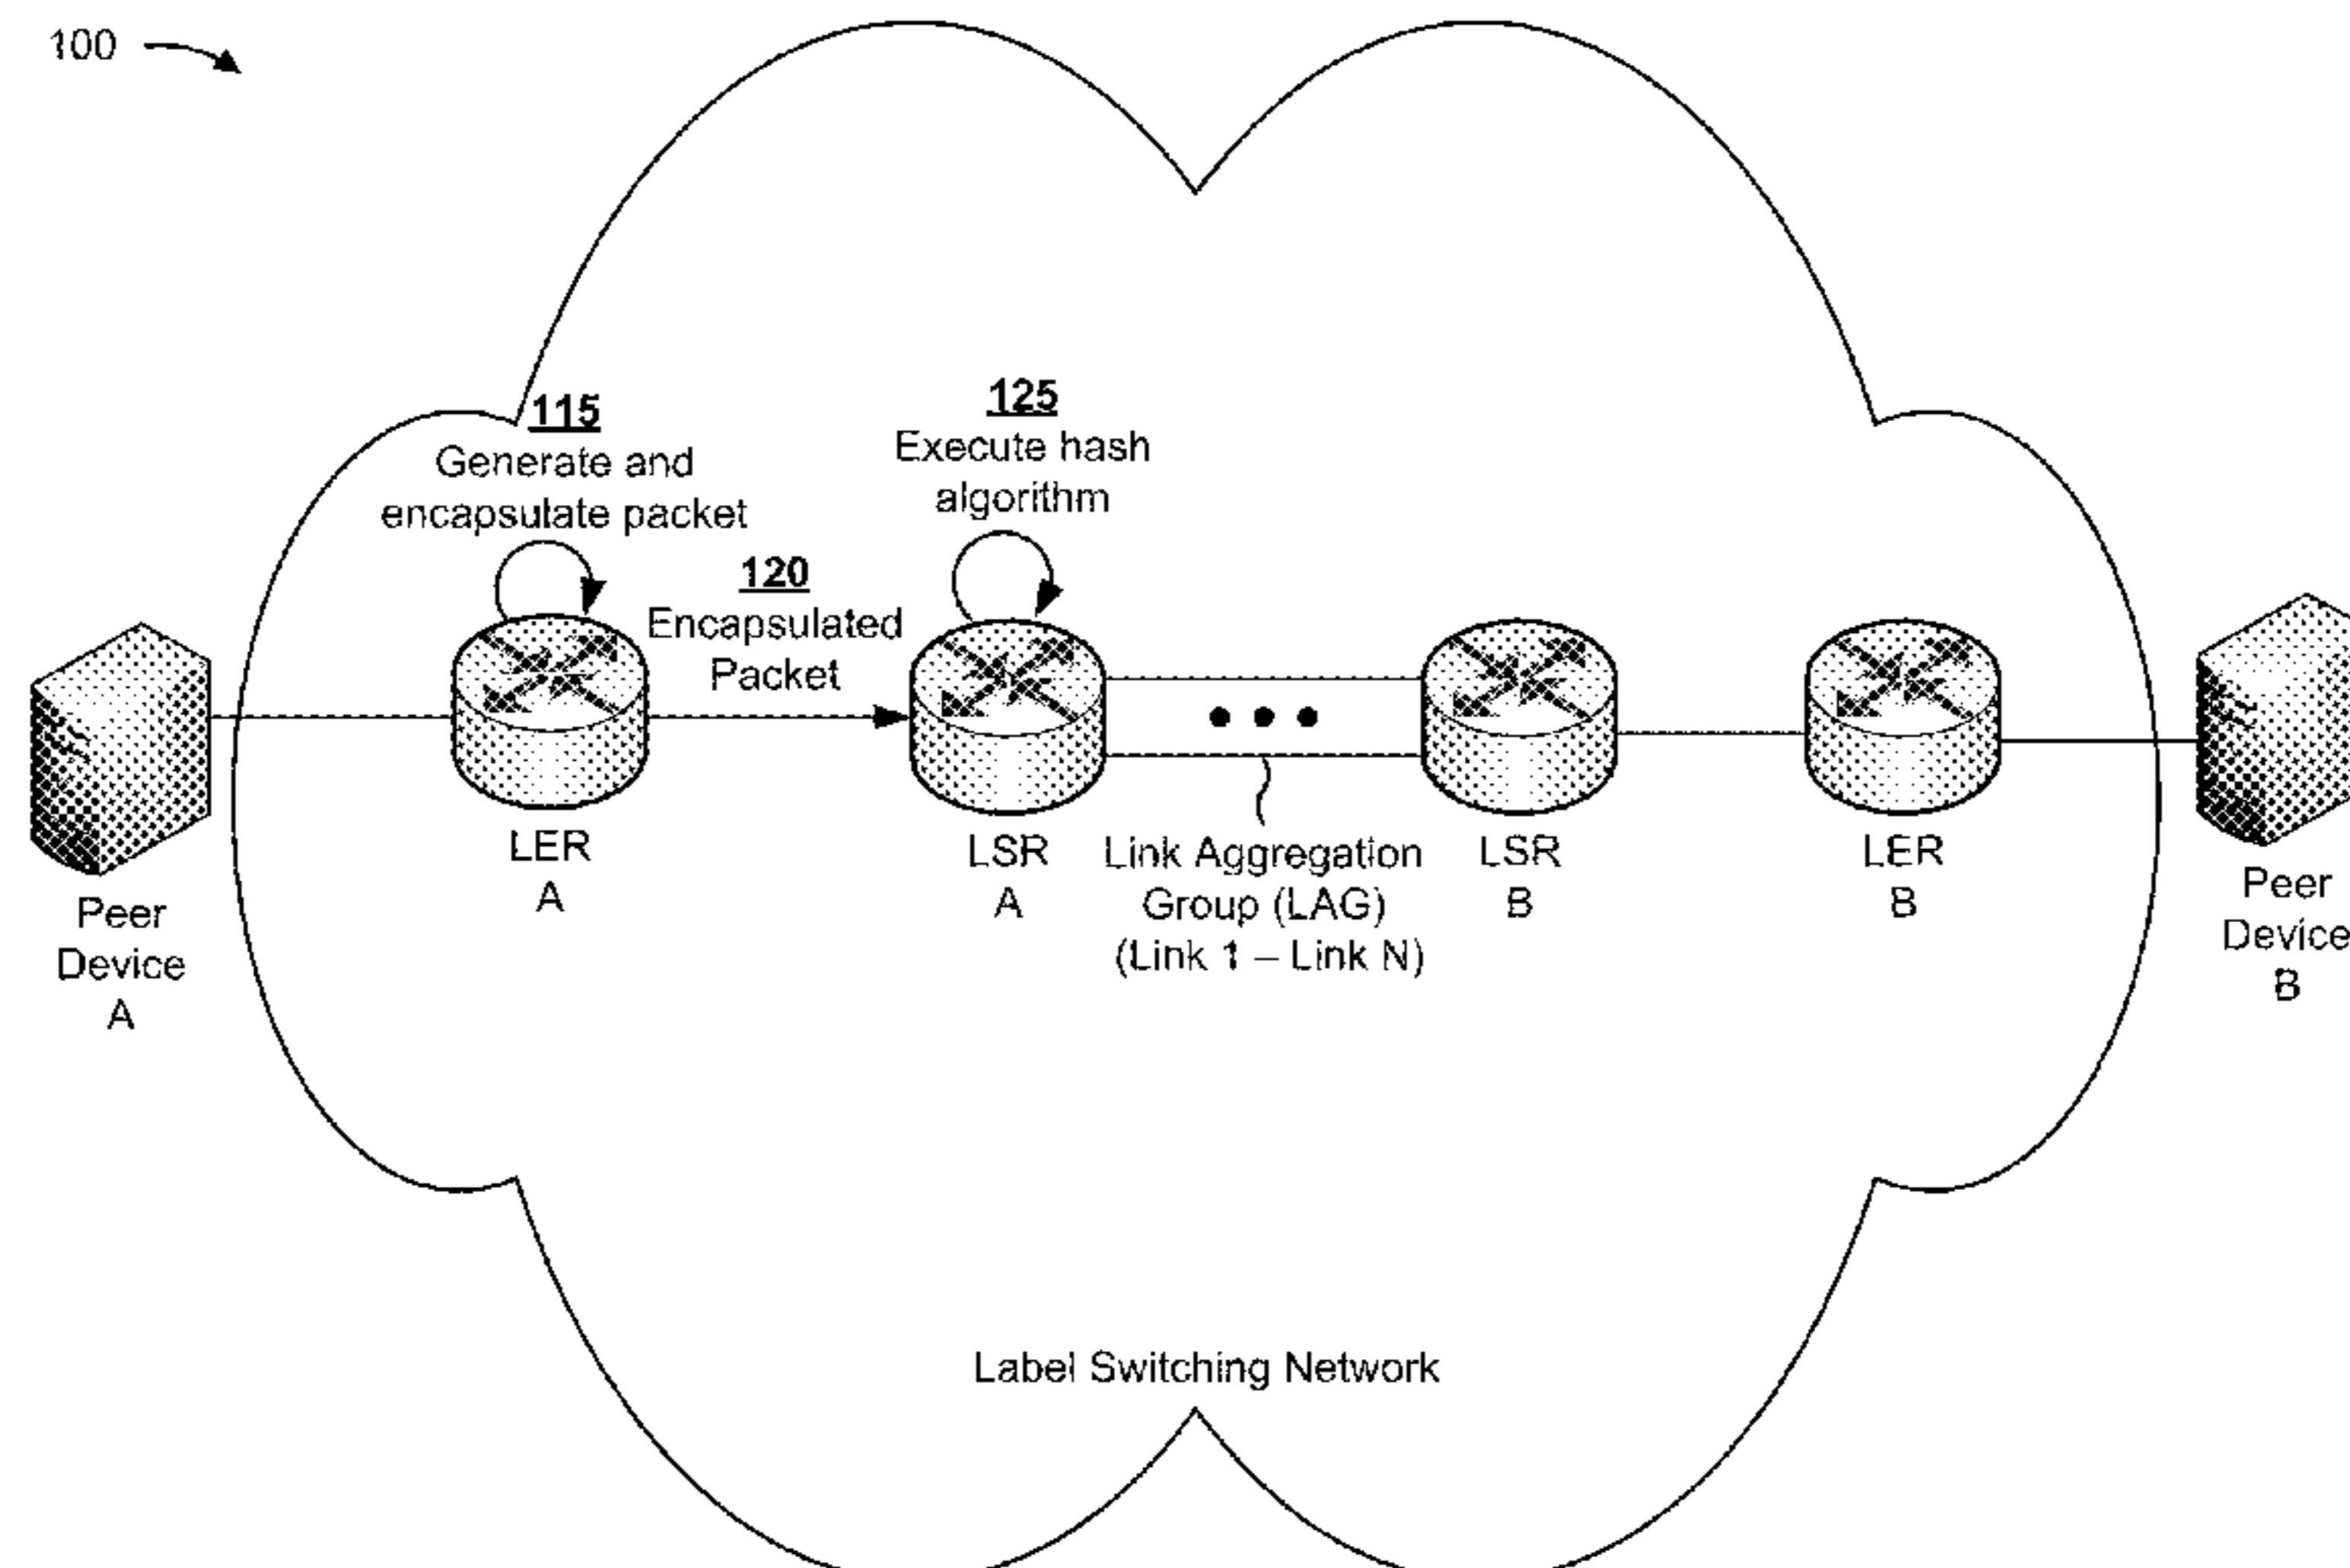 100
115
Generate and
encapsulate packet
125
Execute hash
algorithm
120
Encapsulated
Packet
Peer
Device
A
LER
A
LSR
A
Link Aggregation
Group (LAG)
(Link 1 – Link N)
LSR
B
LER
B
Peer
Device
B
Label Switching Network